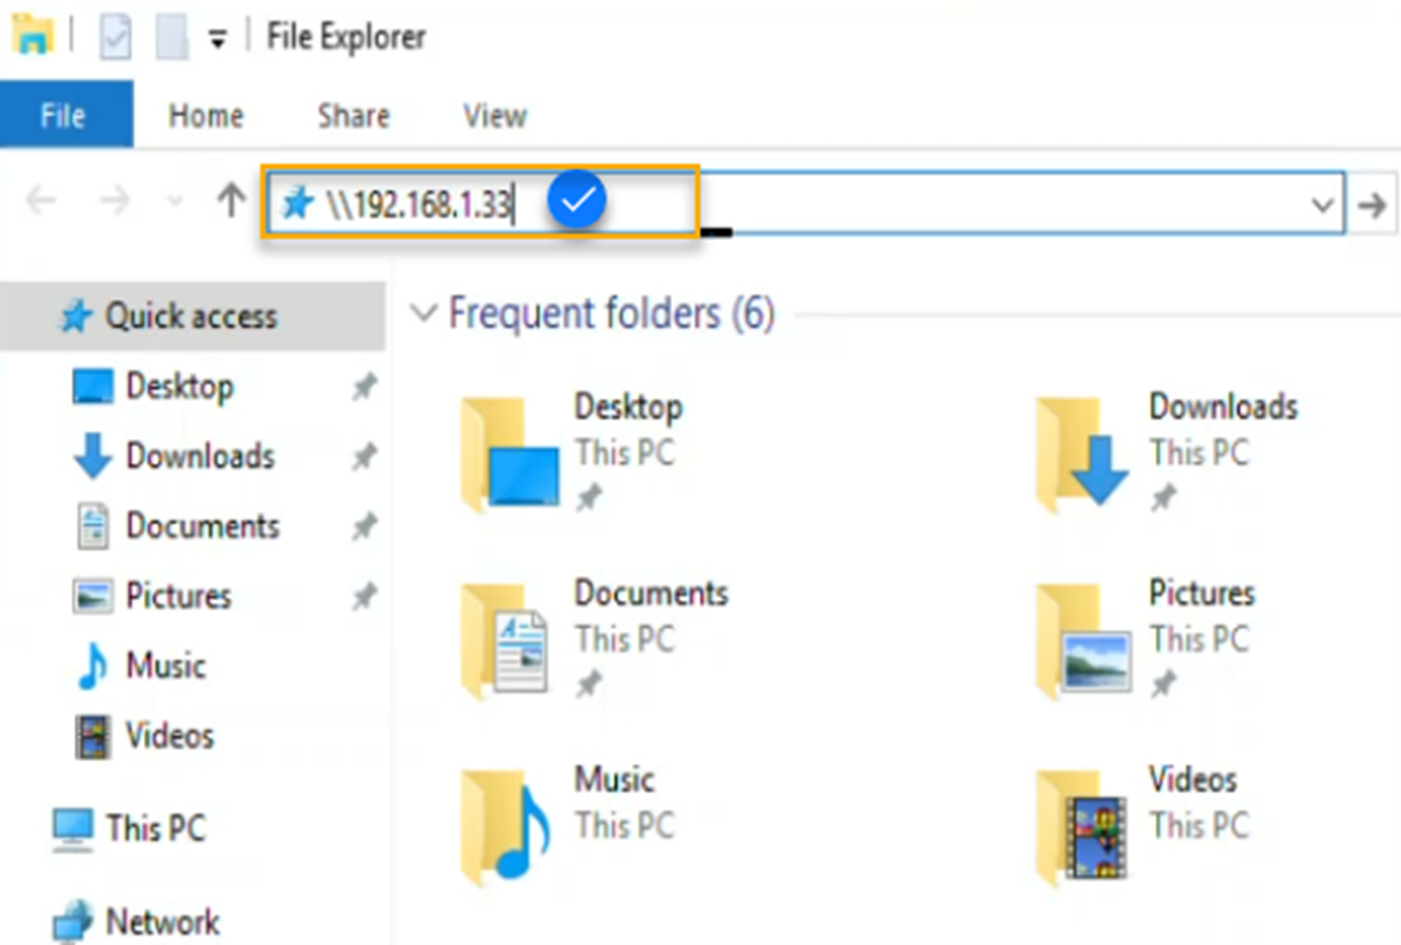 File Explorer
File Home Share View
\\192.168.1.33
Quick access
Desktop
Downloads
Documents
Pictures
Music
Videos
This PC
Network
Frequent folders (6)
Desktop
This PC
Downloads
This PC
Documents
This PC
Pictures
This PC
Music
This PC
Videos
This PC